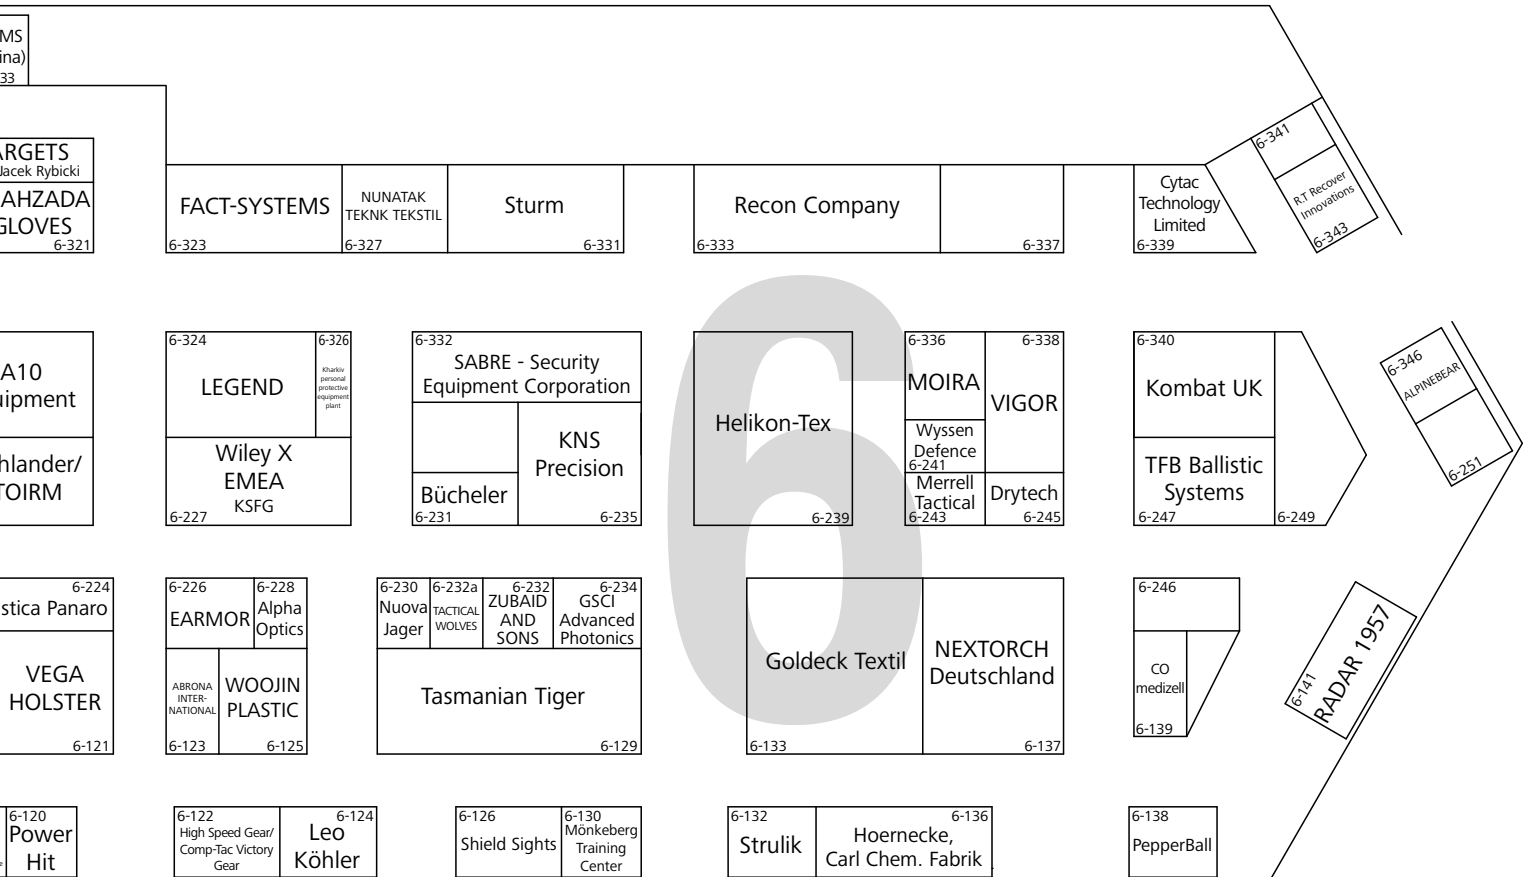 MS
ina)
33
ARGETS
Jacek Rybicki
AHZADA
GLOVES
6-321
FACT-SYSTEMS
6-323
NUNATAK
TEKNK TEKSTIL
6-327
Sturm
6-331
Recon Company
6-333
6-337
Cytac
Technology
Limited
6-339
6-341
R.T Recover
Innovations
6-343
A10
uipment
hlander/
TOIRM
6-324
LEGEND
6-326
Kharkiv
personal
protective
equipment
plant
Wiley X
EMEA
KSFG
6-227
6-332
SABRE - Security
Equipment Corporation
KNS
Precision
6-235
Bücheler
6-231
6
Helikon-Tex
6-239
6-336
MOIRA
6-338
VIGOR
Wyssen
Defence
6-241
Merrell
Tactical
6-243
Drytech
6-245
6-340
Kombat UK
TFB Ballistic
Systems
6-247
6-249
6-346
ALPINEBEAR
6-251
6-224
stica Panaro
VEGA
HOLSTER
6-121
6-226
EARMOR
6-228
Alpha
Optics
ABRONA
INTER-
NATIONAL
6-123
WOOJIN
PLASTIC
6-125
6-230
Nuova
Jager
6-232a
TACTICAL
WOLVES
6-232
ZUBAID
AND
SONS
6-234
GSCI
Advanced
Photonics
Tasmanian Tiger
6-129
Goldeck Textil
6-133
NEXTORCH
Deutschland
6-137
6-246
CO
medizell
6-139
6-141
RADAR 1957
6-120
Power
Hit
6-122
High Speed Gear/
Comp-Tac Victory
Gear
6-124
Leo
Köhler
6-126
Shield Sights
6-130
Mönkeberg
Training
Center
6-132
Strulik
6-136
Hoernecke,
Carl Chem. Fabrik
6-138
PepperBall